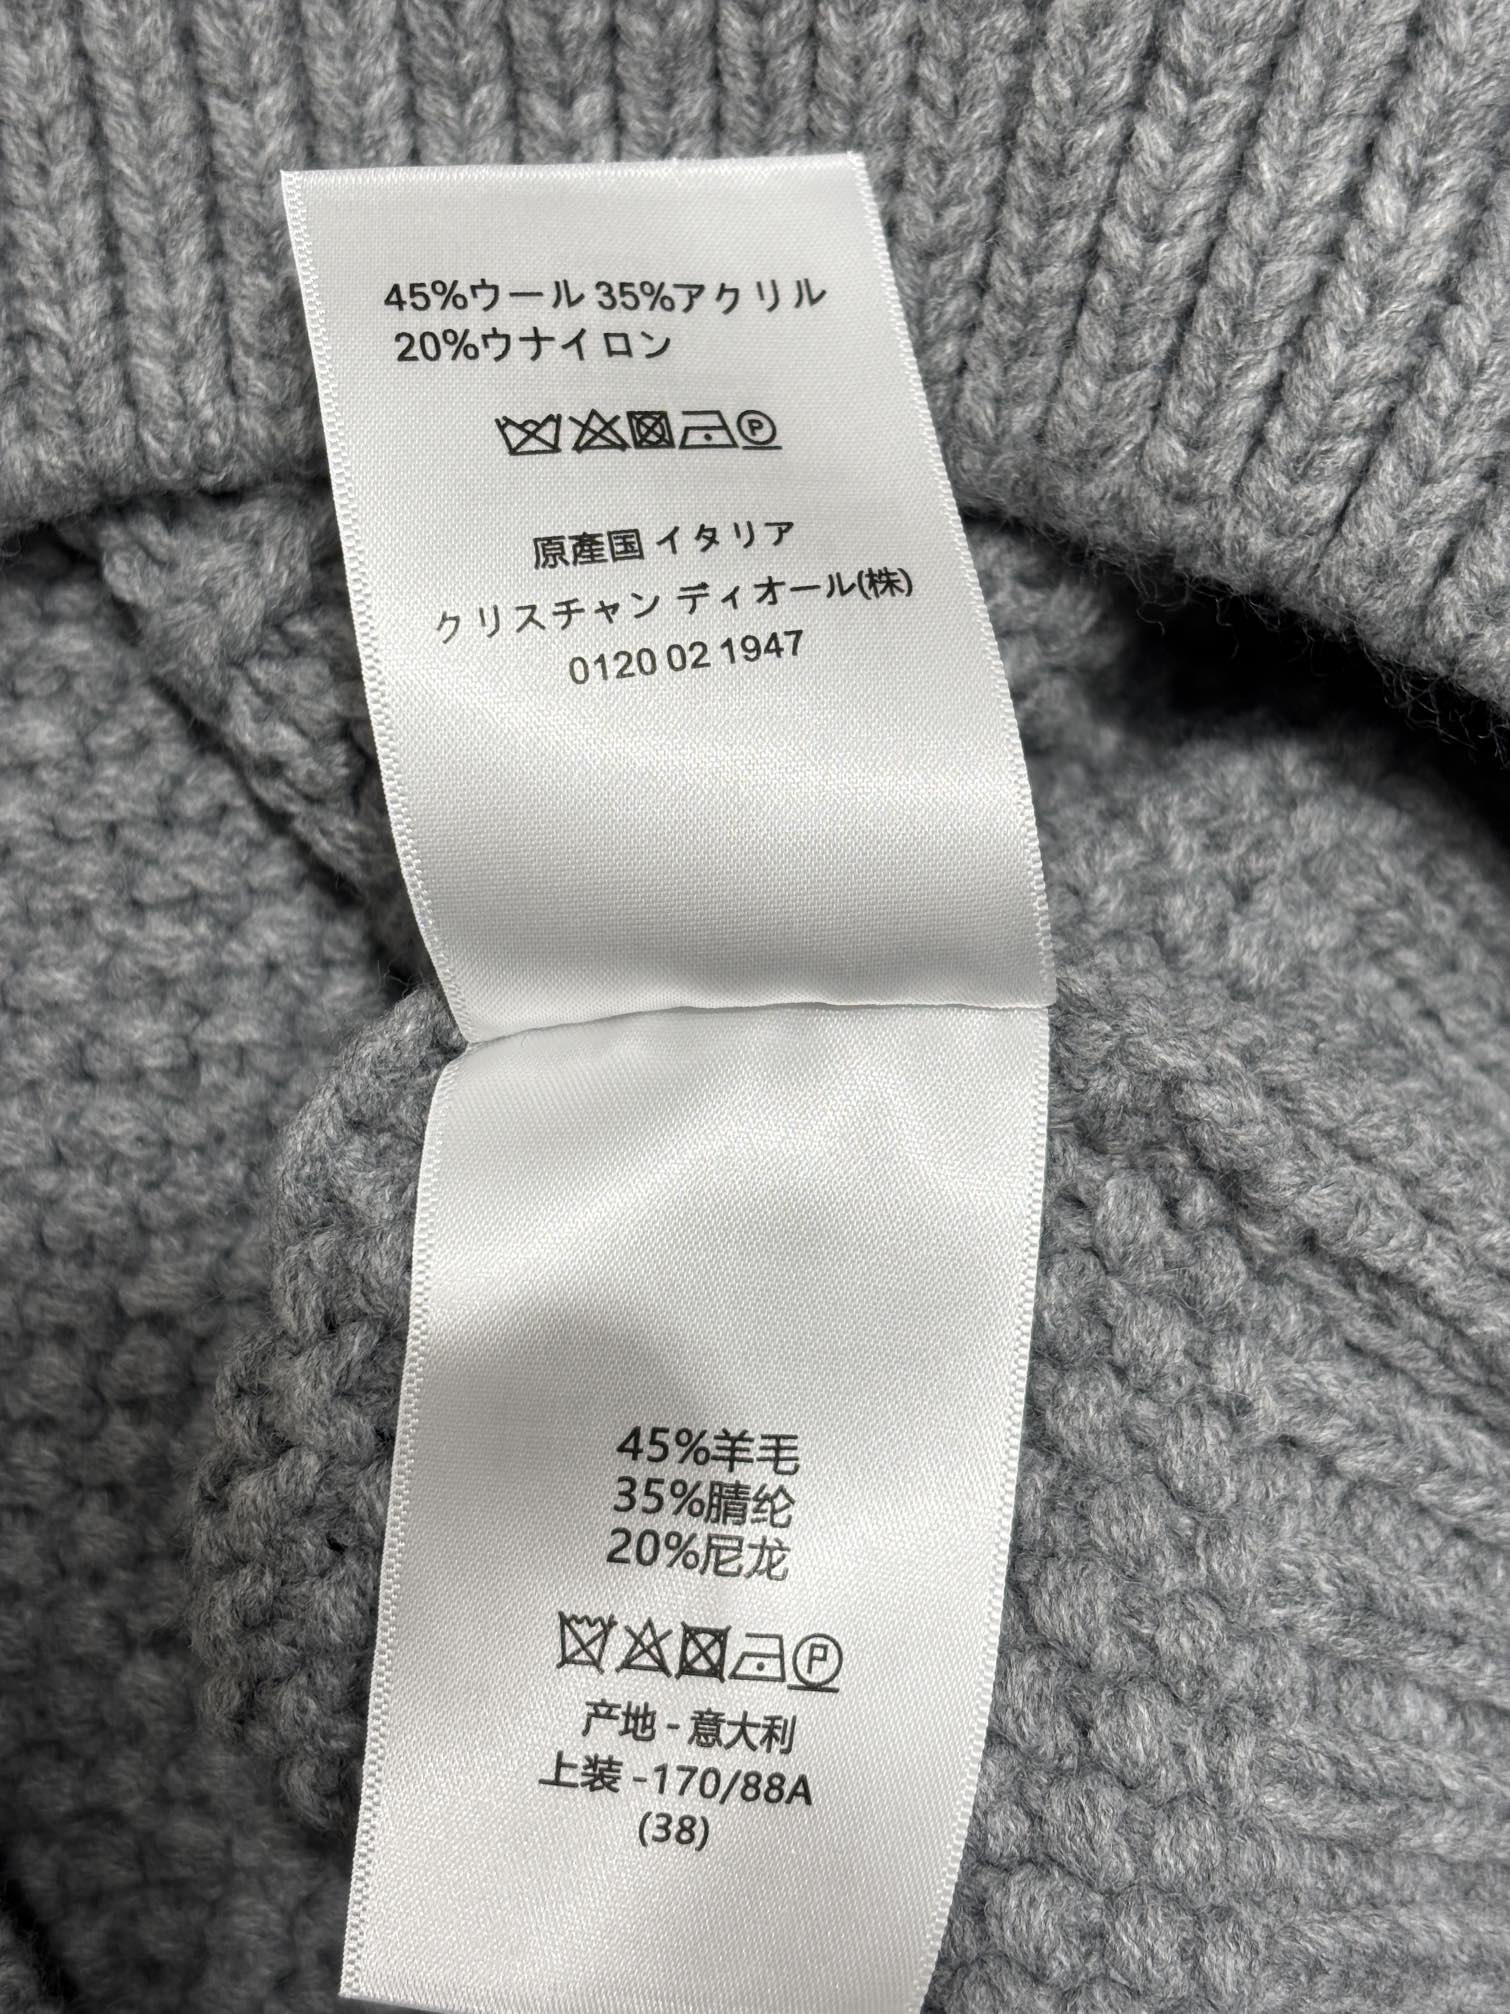 45%ウール 35%アクリル
20%ウナイロン
P
原產国 イタリア
クリスチャン ディオール(株)
0120 02 1947
45%羊毛
35%腈纶
20%尼龙
P
产地 - 意大利
上装 -170/88A
(38)